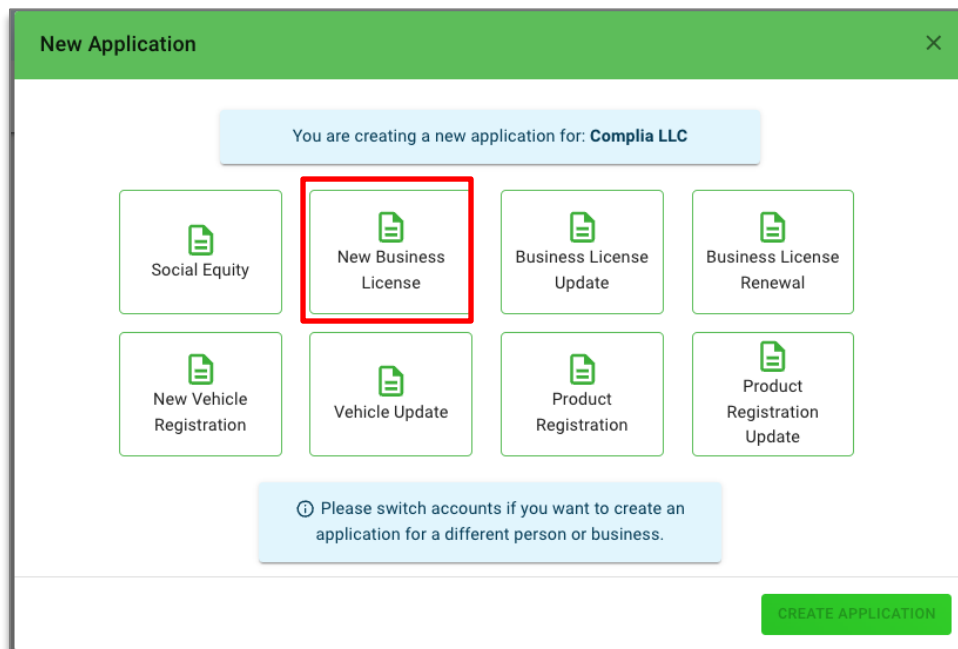 New Application
You are creating a new application for: Complia LLC
Social Equity
New Business
License
Business License
Update
Business License
Renewal
New Vehicle
Registration
Vehicle Update
Product
Registration
Product
Registration
Update
Please switch accounts if you want to create an
application for a different person or business.
CREATE APPLICATION